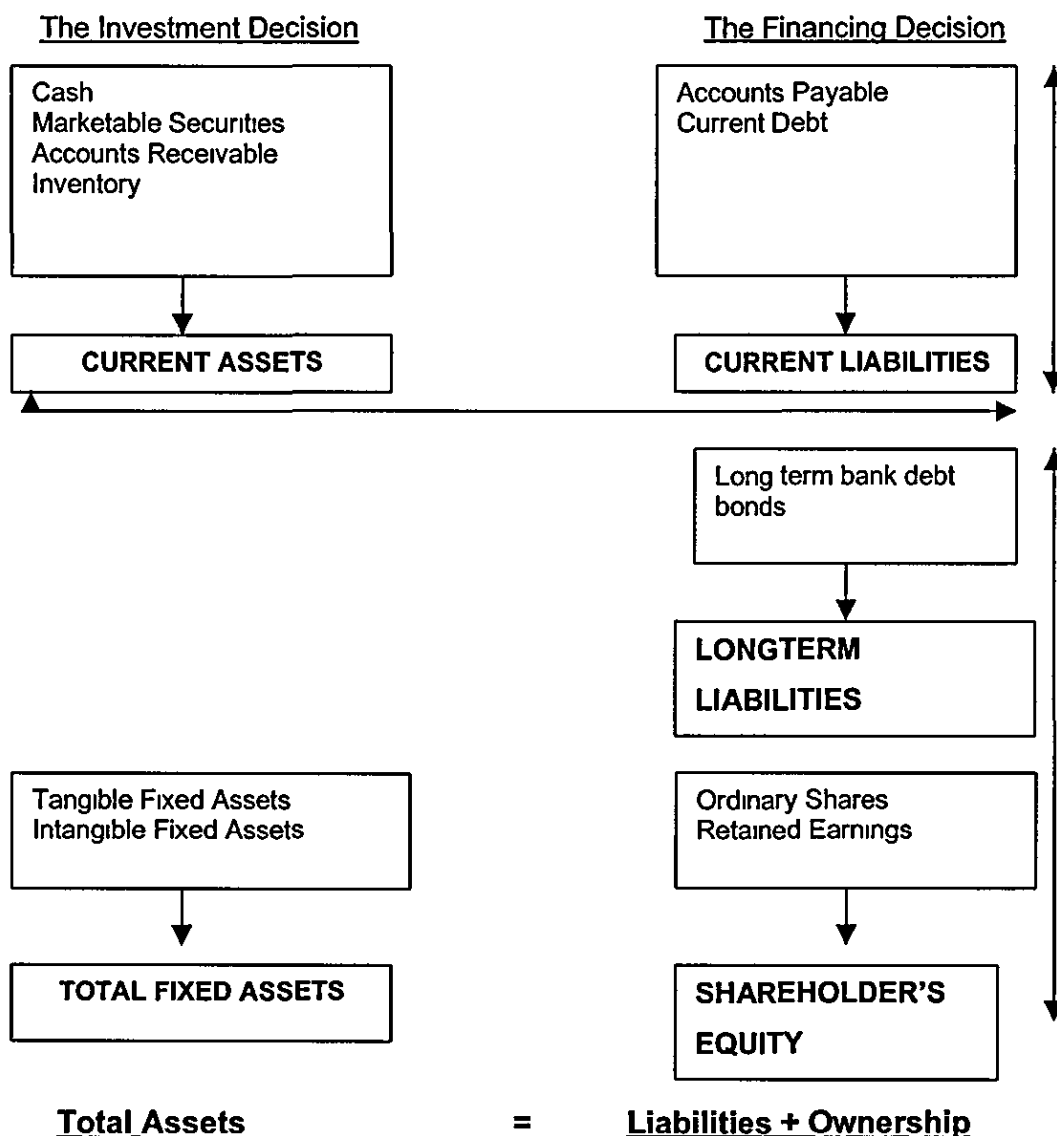 The Investment Decision
The Financing Decision
Cash
Marketable Securities
Accounts Receivable
Inventory
Accounts Payable
Current Debt
CURRENT ASSETS
CURRENT LIABILITIES
Long term bank debt
bonds
LONGTERM
LIABILITIES
Tangible Fixed Assets
Intangible Fixed Assets
Ordinary Shares
Retained Earnings
TOTAL FIXED ASSETS
SHAREHOLDER'S
EQUITY
Total Assets = Liabilities + Ownership